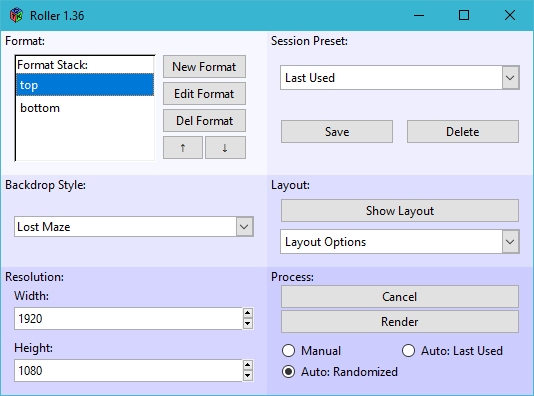 Roller 1.36
Format:
Format Stack:
top
bottom
New Format
Edit Format
Del Format
↑ ↓
Session Preset:
Last Used
Save Delete
Backdrop Style:
Lost Maze
Layout:
Show Layout
Layout Options
Resolution:
Width:
1920
Height:
1080
Process:
Cancel
Render
Manual Auto: Last Used
Auto: Randomized